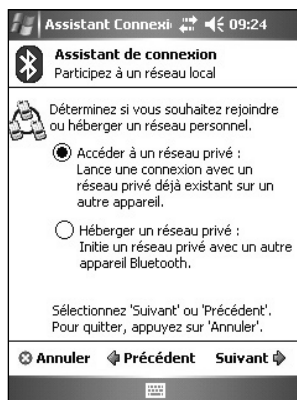 Assistant Connexi 09:24
Assistant de connexion
Participez à un réseau local
Déterminez si vous souhaitez rejoindre
ou héberger un réseau personnel.
Accéder à un réseau privé :
Lance une connexion avec un
réseau privé déjà existant sur un
autre appareil.
Héberger un réseau privé :
Initie un réseau privé avec un autre
appareil Bluetooth.
Sélectionnez 'Suivant' ou 'Précédent'.
Pour quitter, appuyez sur 'Annuler'.
Annuler Précédent Suivant